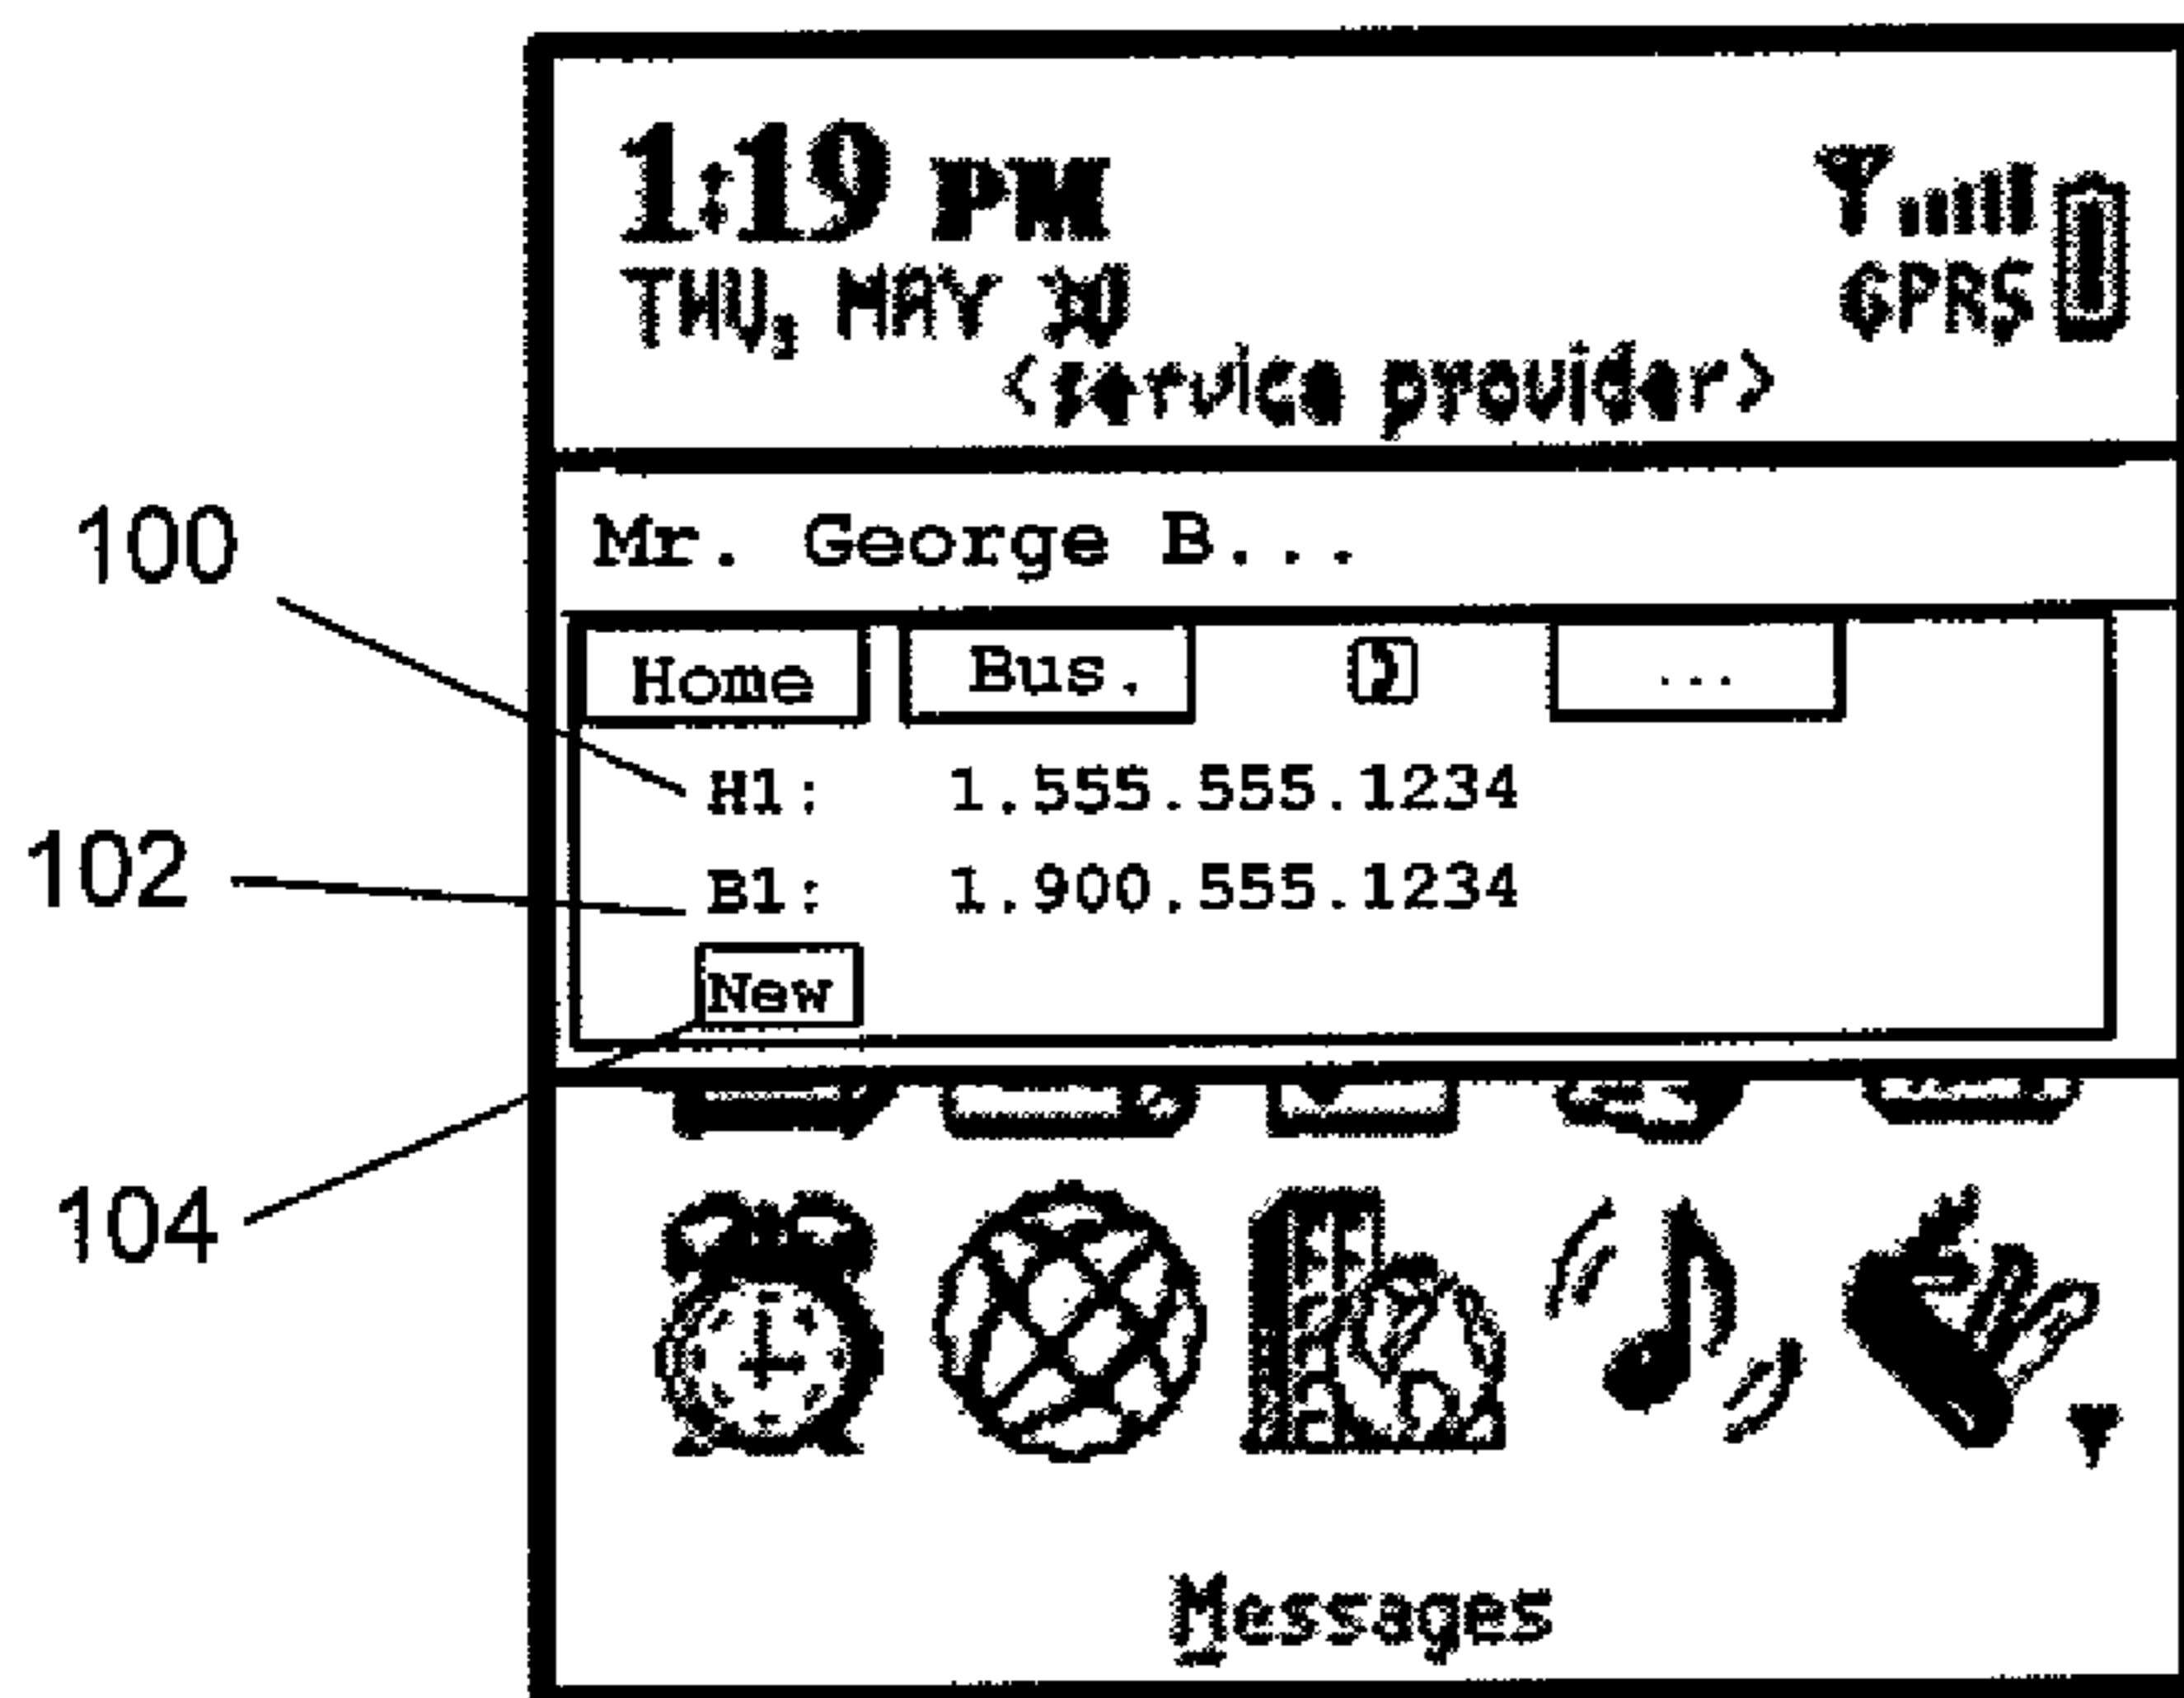 1:19 PM
THU, MAY
GPRS
<service provider>
Mr. George B...
Home Bus. ...
100
H1: 1.555.555.1234
102
B1: 1.900.555.1234
New
104
Messages